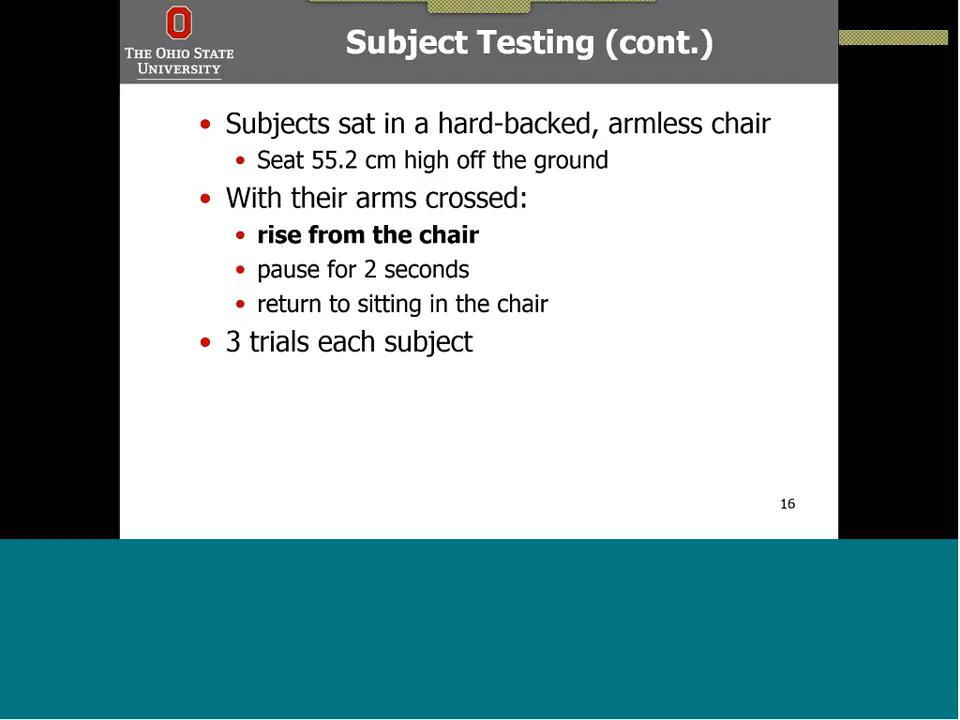 THE OHIO STATE
UNIVERSITY
Subject Testing (cont.)
• Subjects sat in a hard-backed, armless chair
• Seat 55.2 cm high off the ground
• With their arms crossed:
• rise from the chair
• pause for 2 seconds
• return to sitting in the chair
• 3 trials each subject
16